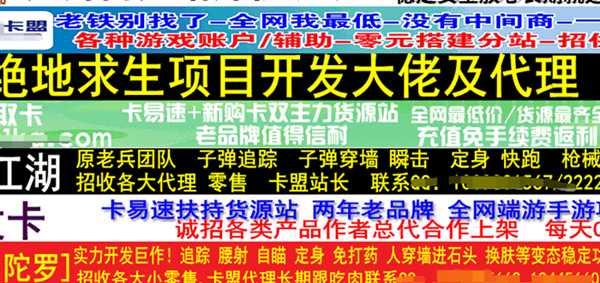 老铁别找了-全网我最低-没有中间商-
卡盟
各种游戏账户/辅助-零元搭建分站-招
绝地求生项目开发大佬及代理
取卡
卡易速+新购卡双主力货源站 全网最低价/货源最齐全
ka.com
老品牌值得信耐
充值免手续费返利
原老兵团队 子弹追踪 子弹穿墙 瞬击 定身 快跑 枪械
江湖
招收各大代理 零售 卡盟站长 联系
卡易速扶持货源站 两年老品牌 全网端游手游项
卡
诚招各类产品作者总代合作上架 每天
实力开发巨作!追踪 腰射 自瞄 定身 免打药 人穿墙进石头 换肤等变态稳定功
陀罗
招收各大小零售.卡盟代理长期跟吃肉联系